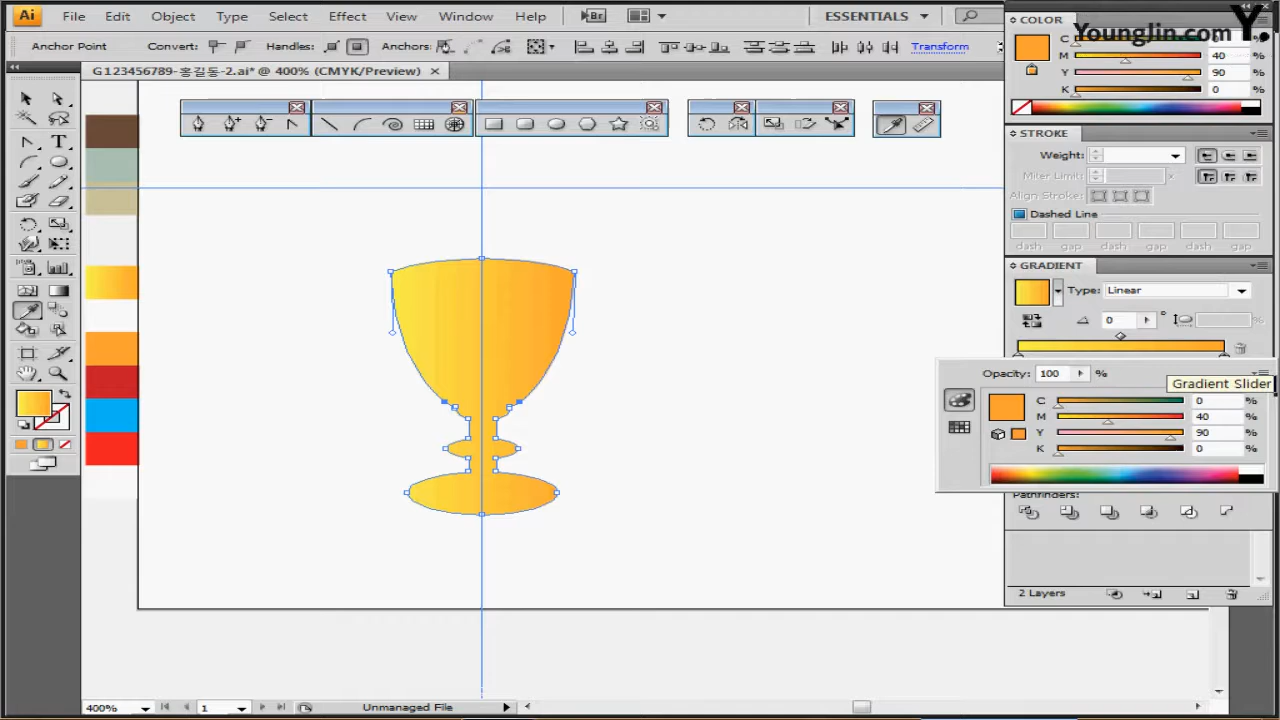 Ai File Edit Object Type Select Effect View Window Help Br ESSENTIALS
Younglin.com Y.
Anchor Point Convert: Handles: Anchors: Transform
G123456789-홍길동-2.ai* @ 400% (CMYK/Preview)
COLOR
C
M 40
Y 90
K 0
STROKE
Weight:
Miter Limit: x
Align Stroke:
Dashed Line
dash gap dash gap dash gap
GRADIENT
Type: Linear
0 °
Opacity: 100 %
Gradient Slider
C 0 %
M 40 %
Y 90 %
K 0 %
Pathfinders:
2 Layers
400% 1 Unmanaged File